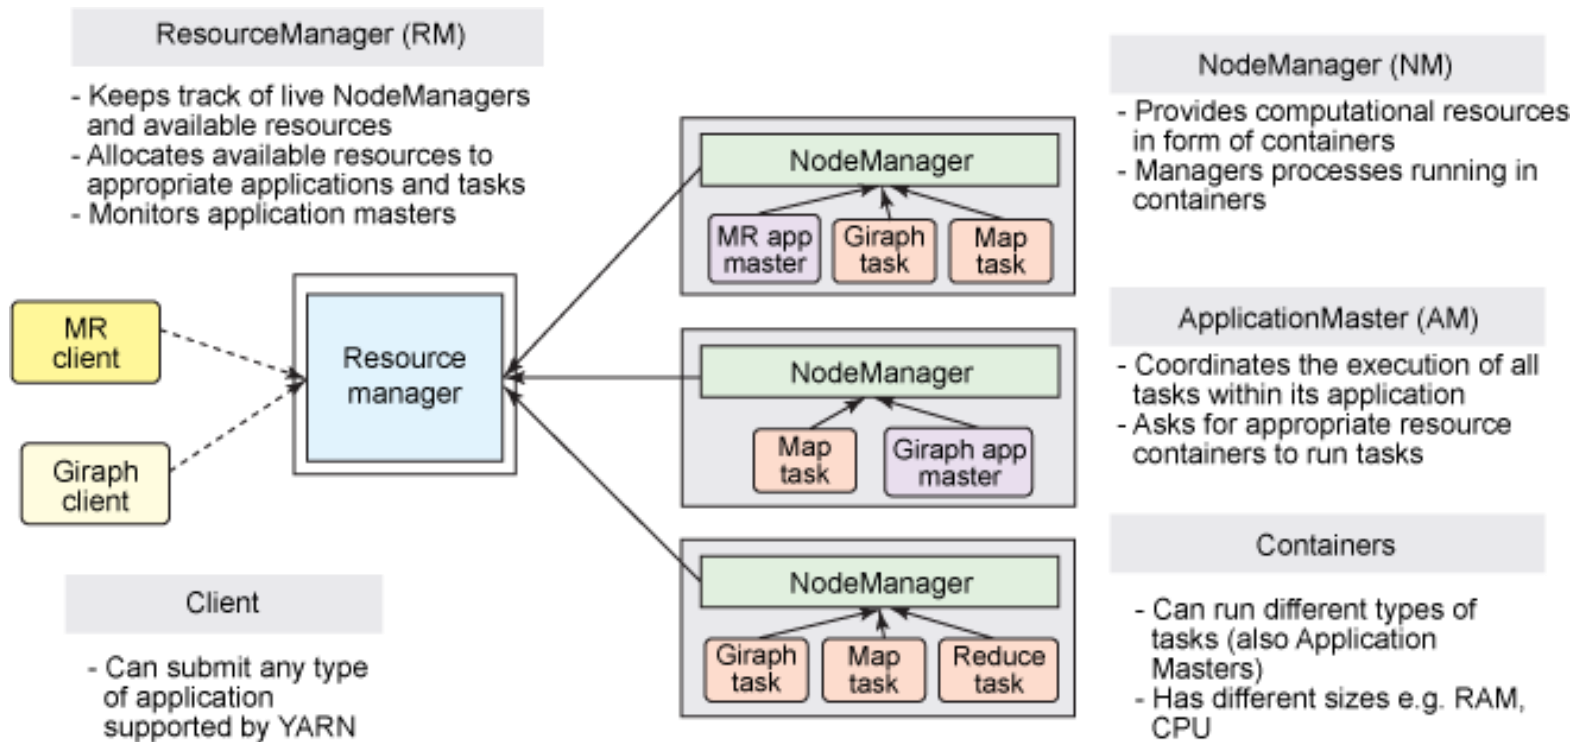 ResourceManager (RM)
- Keeps track of live NodeManagers
and available resources
- Allocates available resources to
appropriate applications and tasks
- Monitors application masters
MR
client
Giraph
client
Resource
manager
Client
- Can submit any type
of application
supported by YARN
NodeManager
MR app
master
Giraph
task
Map
task
NodeManager
Map
task
Giraph app
master
NodeManager
Giraph
task
Map
task
Reduce
task
NodeManager (NM)
- Provides computational resources
in form of containers
- Managers processes running in
containers
ApplicationMaster (AM)
- Coordinates the execution of all
tasks within its application
- Asks for appropriate resource
containers to run tasks
Containers
- Can run different types of
tasks (also Application
Masters)
- Has different sizes e.g. RAM,
CPU